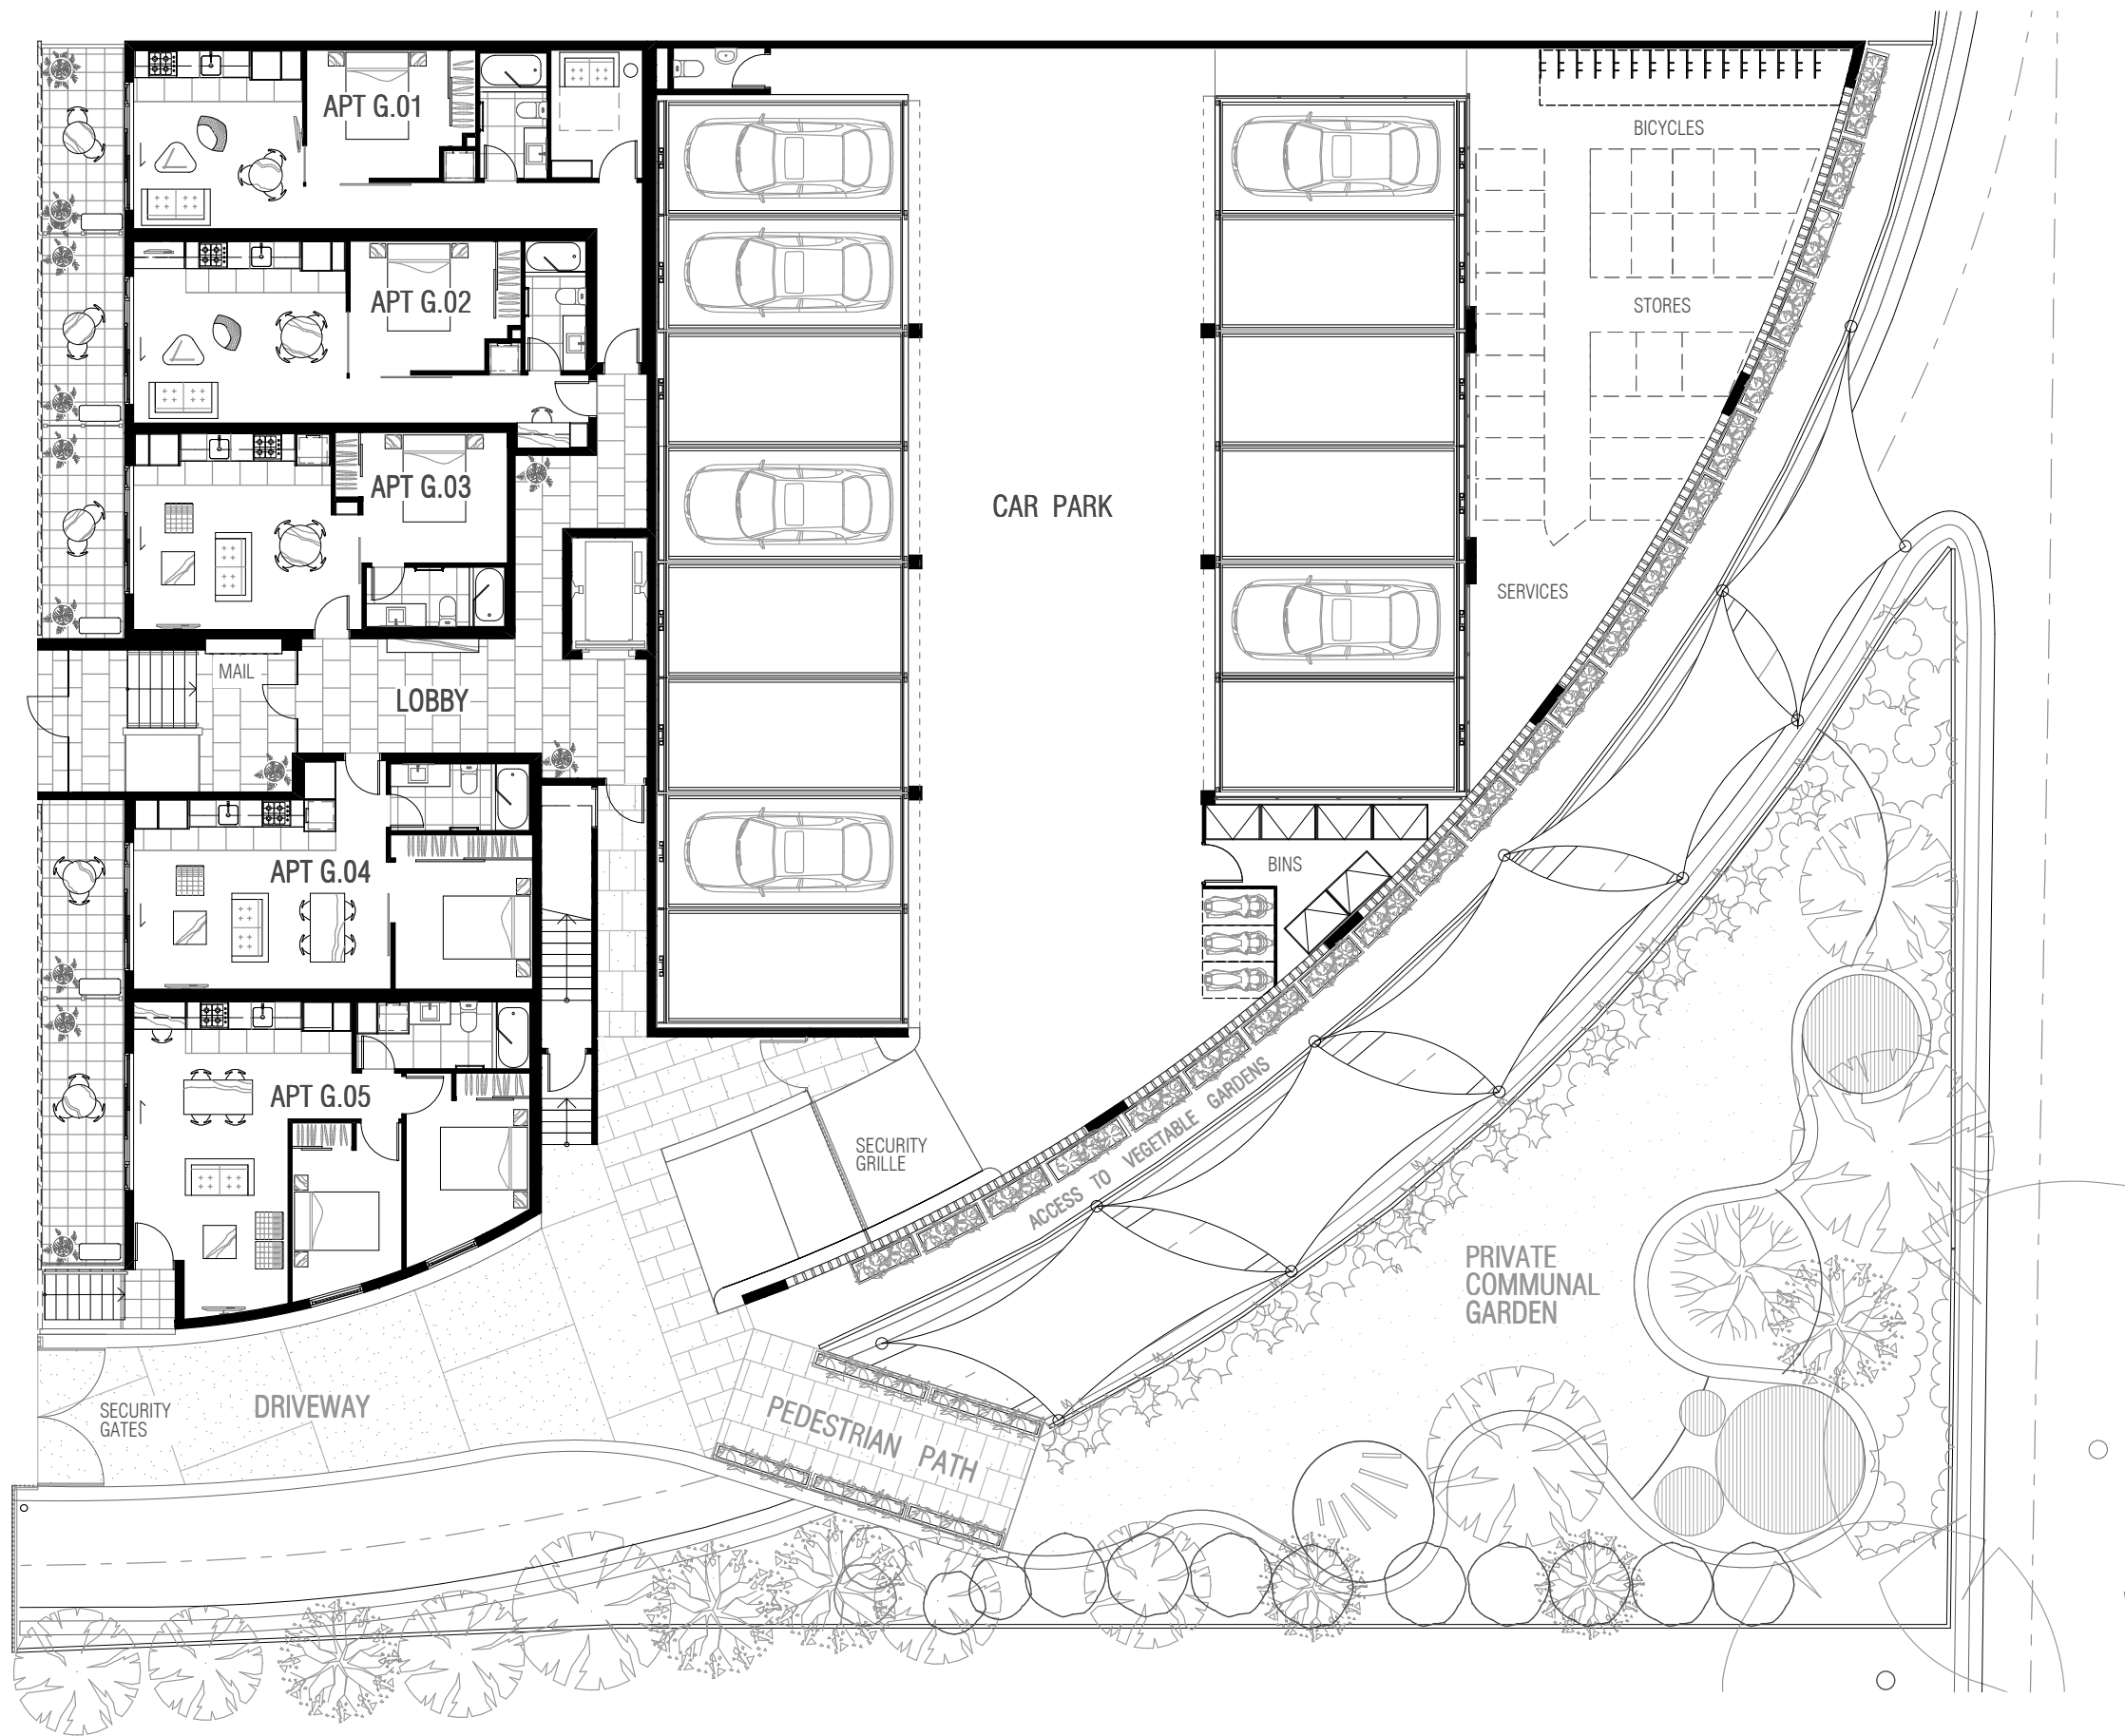 APT G.01
BICYCLES
APT G.02
STORES
APT G.03
CAR PARK
SERVICES
MAIL
LOBBY
APT G.04
BINS
APT G.05
SECURITY
GRILLE
ACCESS TO VEGETABLE GARDENS
PRIVATE
COMMUNAL
GARDEN
DRIVEWAY
SECURITY
GATES
PEDESTRIAN PATH